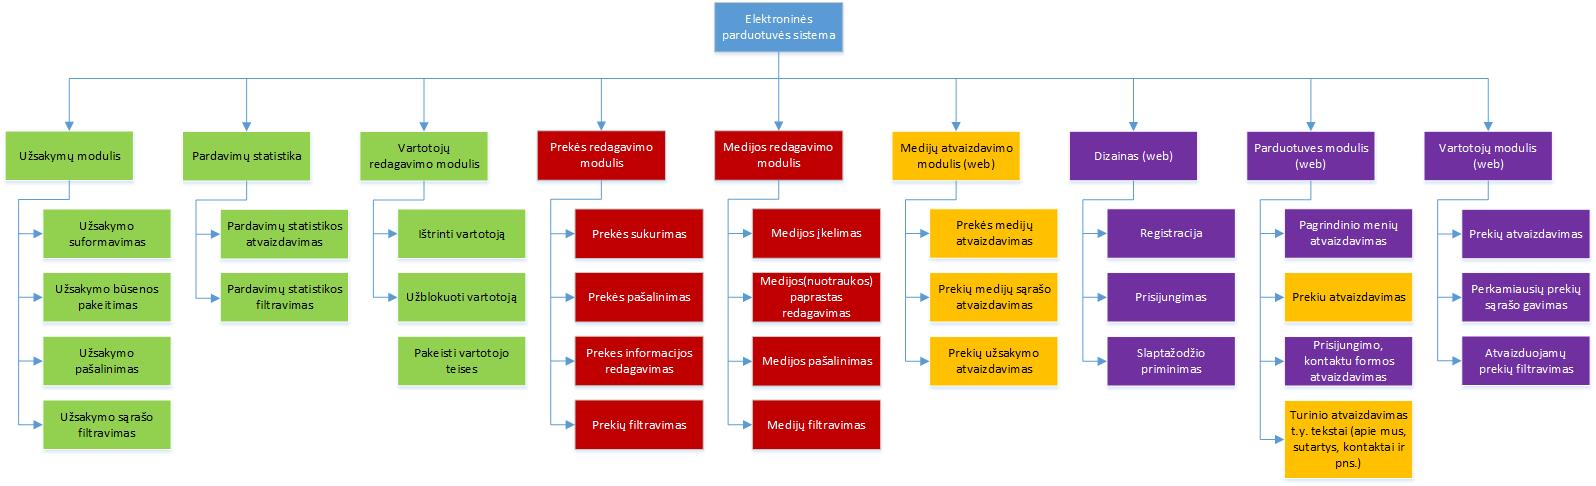 Elektroninės
parduotuvės sistema
Užsakymų modulis
Pardavimų statistika
Vartotojų
redagavimo modulis
Prekės redagavimo
modulis
Medijos redagavimo
modulis
Medijų atvaizdavimo
modulis (web)
Dizainas (web)
Parduotuves modulis
(web)
Vartotojų modulis
(web)
Užsakymo
suformavimas
Užsakymo būsenos
pakeitimas
Užsakymo
pašalinimas
Užsakymo sąrašo
filtravimas
Pardavimų statistikos
atvaizdavimas
Pardavimų statistikos
filtravimas
Ištrinti vartotoją
Užblokuoti vartotoją
Pakeisti vartotojo
teises
Prekės sukurimas
Prekės pašalinimas
Prekes informacijos
redagavimas
Prekių filtravimas
Medijos įkelimas
Medijos(nuotraukos)
paprastas
redagavimas
Medijos pašalinimas
Medijų filtravimas
Prekės medijų
atvaizdavimas
Prekių medijų sąrašo
atvaizdavimas
Prekių užsakymo
atvaizdavimas
Registracija
Prisijungimas
Slaptažodžio
priminimas
Pagrindinio menių
atvaizdavimas
Prekiu atvaizdavimas
Prisijungimo,
kontaktu formos
atvaizdavimas
Turinio atvaizdavimas
t.y. tekstai (apie mus,
sutartys, kontaktai ir
pns.)
Prekių atvaizdavimas
Perkamiausių prekių
sąrašo gavimas
Atvaizduojamų
prekių filtravimas